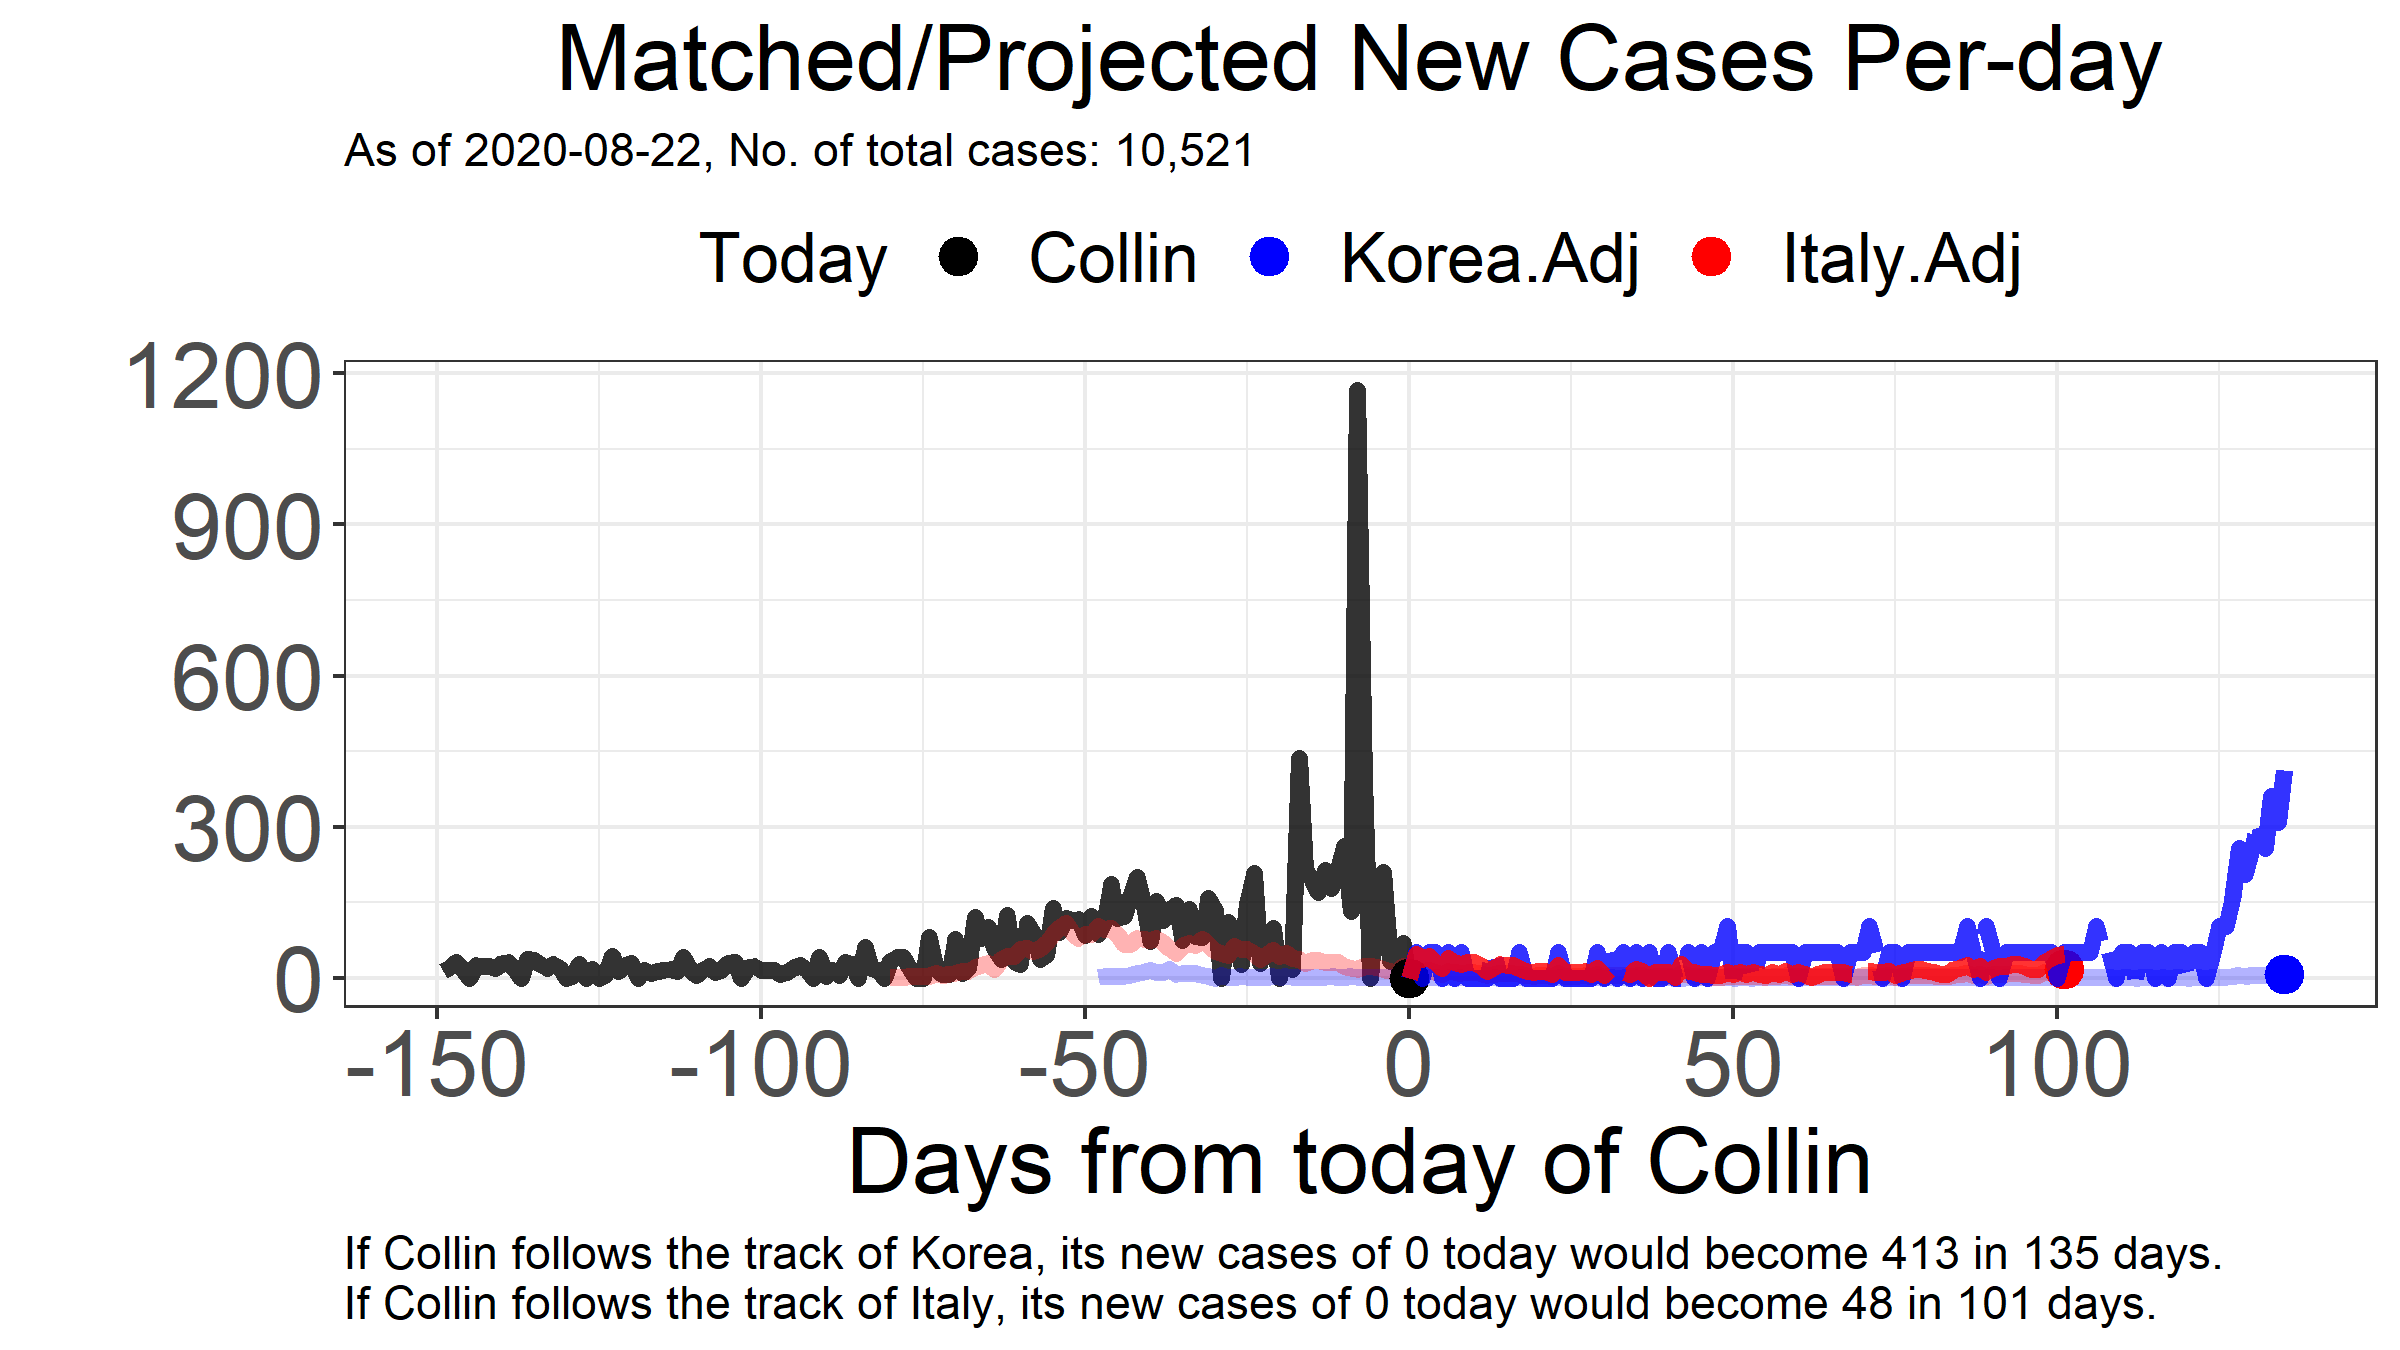 Matched/Projected New Cases Per-day
As of 2020-08-22, No. of total cases: 10,521
Today Collin Korea.Adj Italy.Adj
1200
900
600
300
0
-150 -100 -50 0 50 100
Days from today of Collin
If Collin follows the track of Korea, its new cases of 0 today would become 413 in 135 days.
If Collin follows the track of Italy, its new cases of 0 today would become 48 in 101 days.